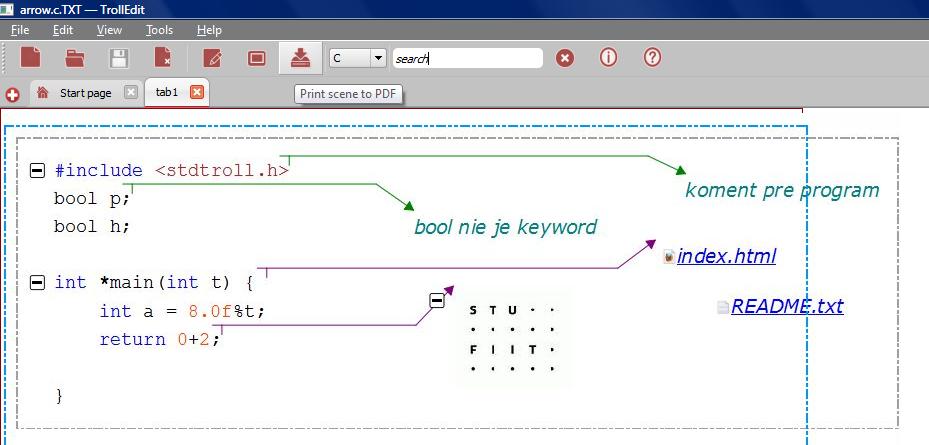 arrow.c.TXT — TrollEdit
File View Tools Help
C search
Start page tab1
Print scene to PDF
#include <stdtroll.h>
koment pre program
bool p;
bool nie je keyword
bool h;
index.html
int *main(int t) {
README.txt
int a = 8.0f%t;
S T U
return 0+2;
F I I T
}